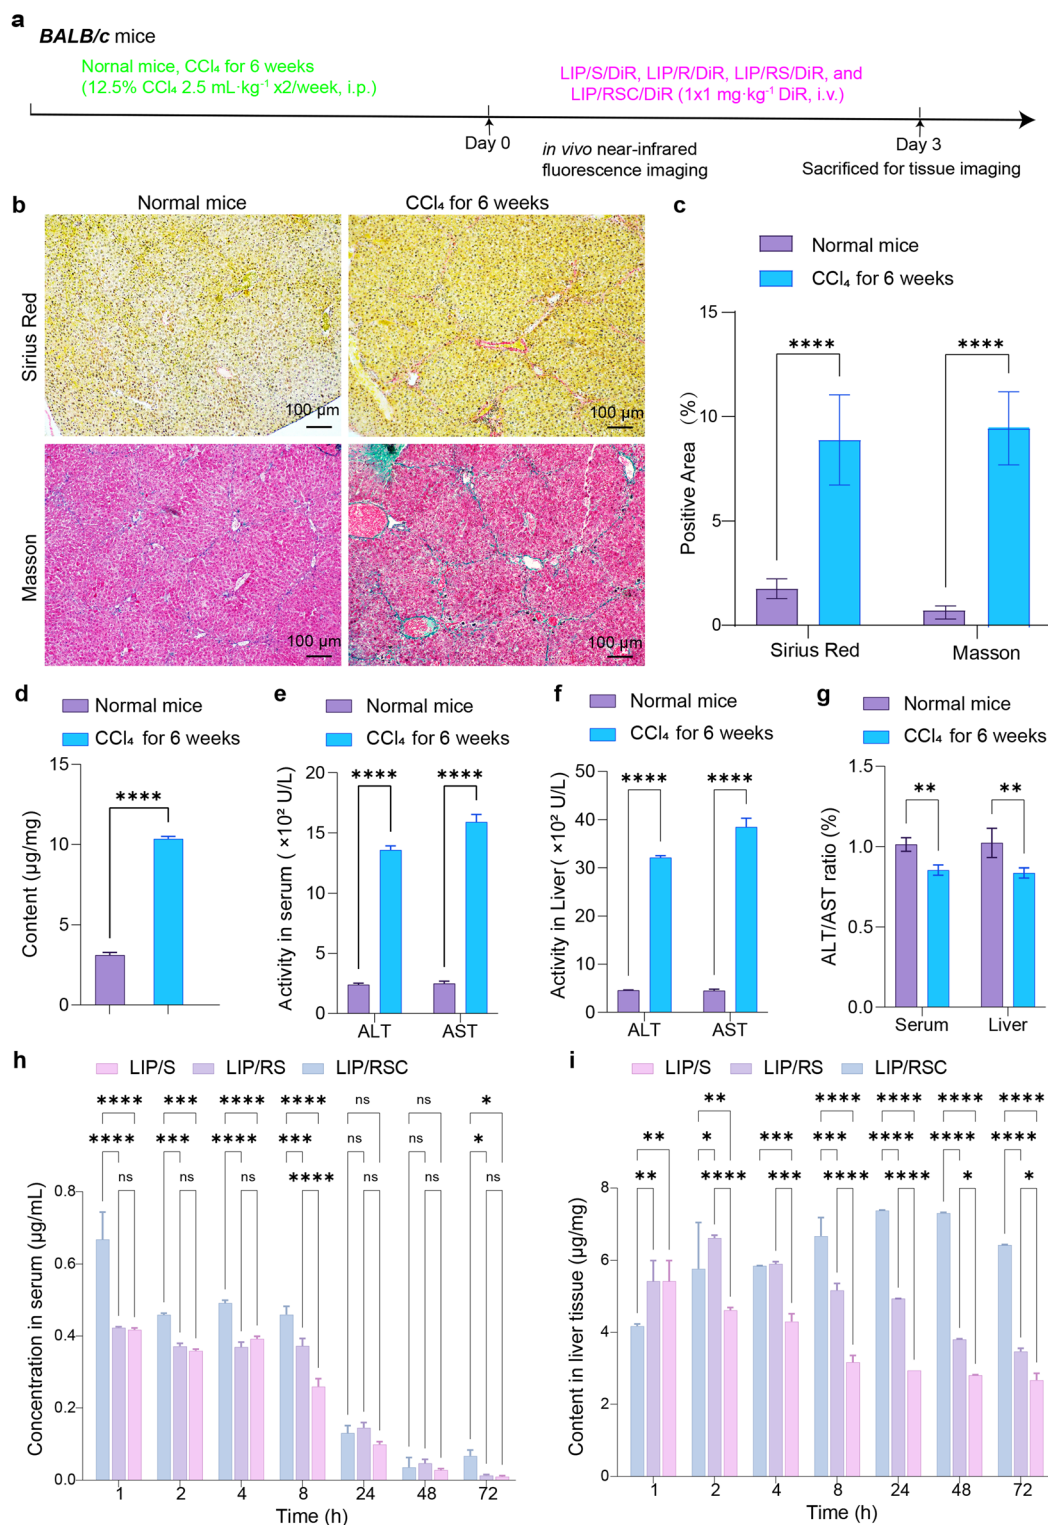 a
BALB/c mice
Nornal mice, CCl₄ for 6 weeks
(12.5% CCl₄ 2.5 mL·kg⁻¹ x2/week, i.p.)
LIP/S/DiR, LIP/R/DiR, LIP/RS/DiR, and
LIP/RSC/DiR (1x1 mg·kg⁻¹ DiR, i.v.)
Day 0
in vivo near-infrared
fluorescence imaging
Day 3
Sacrificed for tissue imaging
b
Normal mice
CCl₄ for 6 weeks
Sirius Red
100 μm
100 μm
Masson
100 μm
100 μm
c
Normal mice
CCl₄ for 6 weeks
Positive Area (%)
15
10
5
0
****
****
Sirius Red
Masson
d
Normal mice
CCl₄ for 6 weeks
Content (μg/mg)
15
10
5
0
****
e
Normal mice
CCl₄ for 6 weeks
Activity in serum ( ×10² U/L)
20
15
10
5
0
****
****
ALT
AST
f
Normal mice
CCl₄ for 6 weeks
Activity in Liver ( ×10² U/L)
50
40
30
20
10
0
****
****
ALT
AST
g
Normal mice
CCl₄ for 6 weeks
ALT/AST ratio (%)
1.5
1.0
0.5
0.0
**
**
Serum
Liver
h
LIP/S
LIP/RS
LIP/RSC
**** *** **** **** ns ns *
**** *** **** *** ns ns *
ns ns ns **** ns ns ns
Concentration in serum (μg/mL)
0.8
0.6
0.4
0.2
0.0
1 2 4 8 24 48 72
Time (h)
i
LIP/S
LIP/RS
LIP/RSC
** **** **** **** ****
** * *** *** **** **** ****
** **** *** **** **** * *
Content in liver tissue (μg/mg)
8
6
4
2
0
1 2 4 8 24 48 72
Time (h)